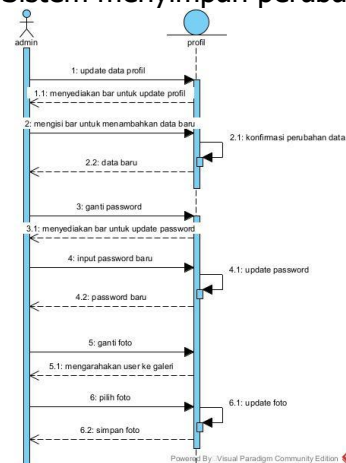 Sistem menyimpan peruba
admin
profil
1: update data profil
1.1: menyediakan bar untuk update profil
2: mengisi bar untuk menambahkan data baru
2.1: konfirmasi perubahan data
2.2: data baru
3: ganti password
3.1: menyediakan bar untuk update password
4: input password baru
4.1: update password
4.2: password baru
5: ganti foto
5.1: mengarahakan user ke galeri
6: pilih foto
6.1: update foto
6.2: simpan foto
Powered By Visual Paradigm Community Edition